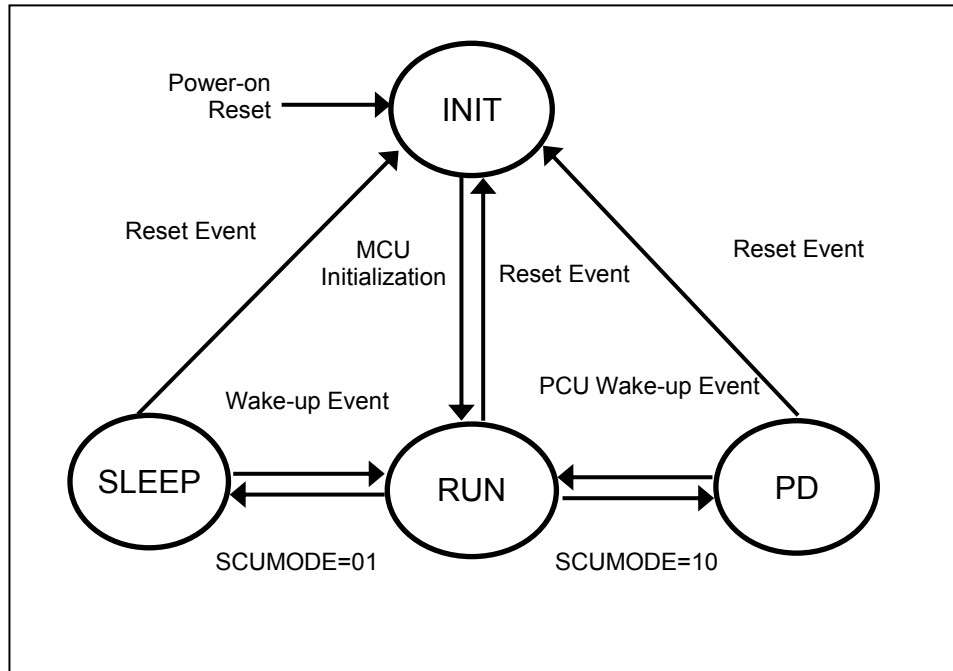 Power-on
Reset
INIT
Reset Event
MCU
Initialization
Reset Event
Reset Event
Wake-up Event
PCU Wake-up Event
SLEEP
RUN
PD
SCUMODE=01
SCUMODE=10